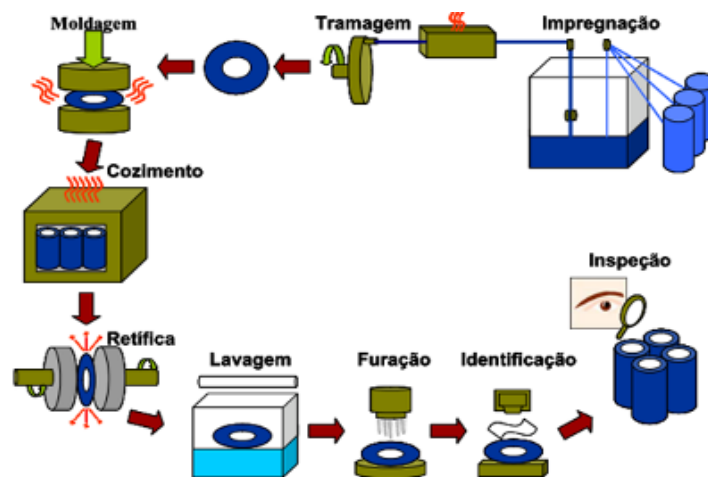 Moldagem
Tramagem
Impregnação
Cozimento
Retífica
Lavagem
Furação
Identificação
Inspeção